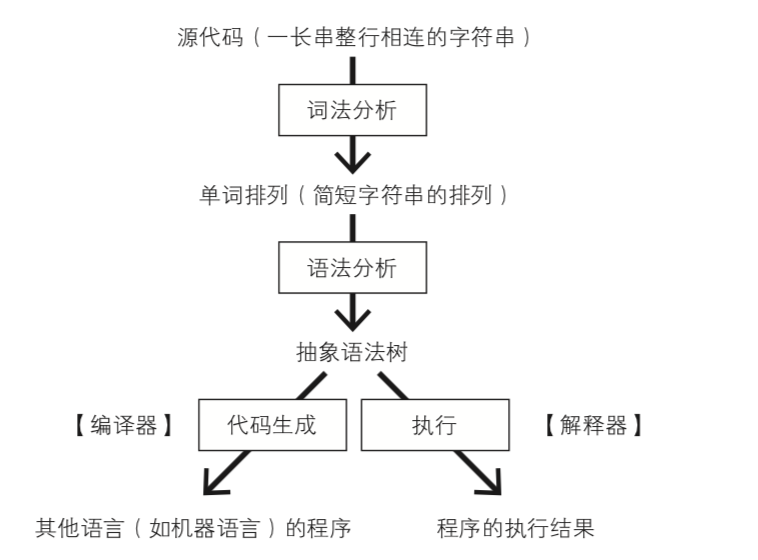 源代码（一长串整行相连的字符串）
词法分析
单词排列（简短字符串的排列）
语法分析
抽象语法树
【编译器】 代码生成 执行 【解释器】
其他语言（如机器语言）的程序 程序的执行结果